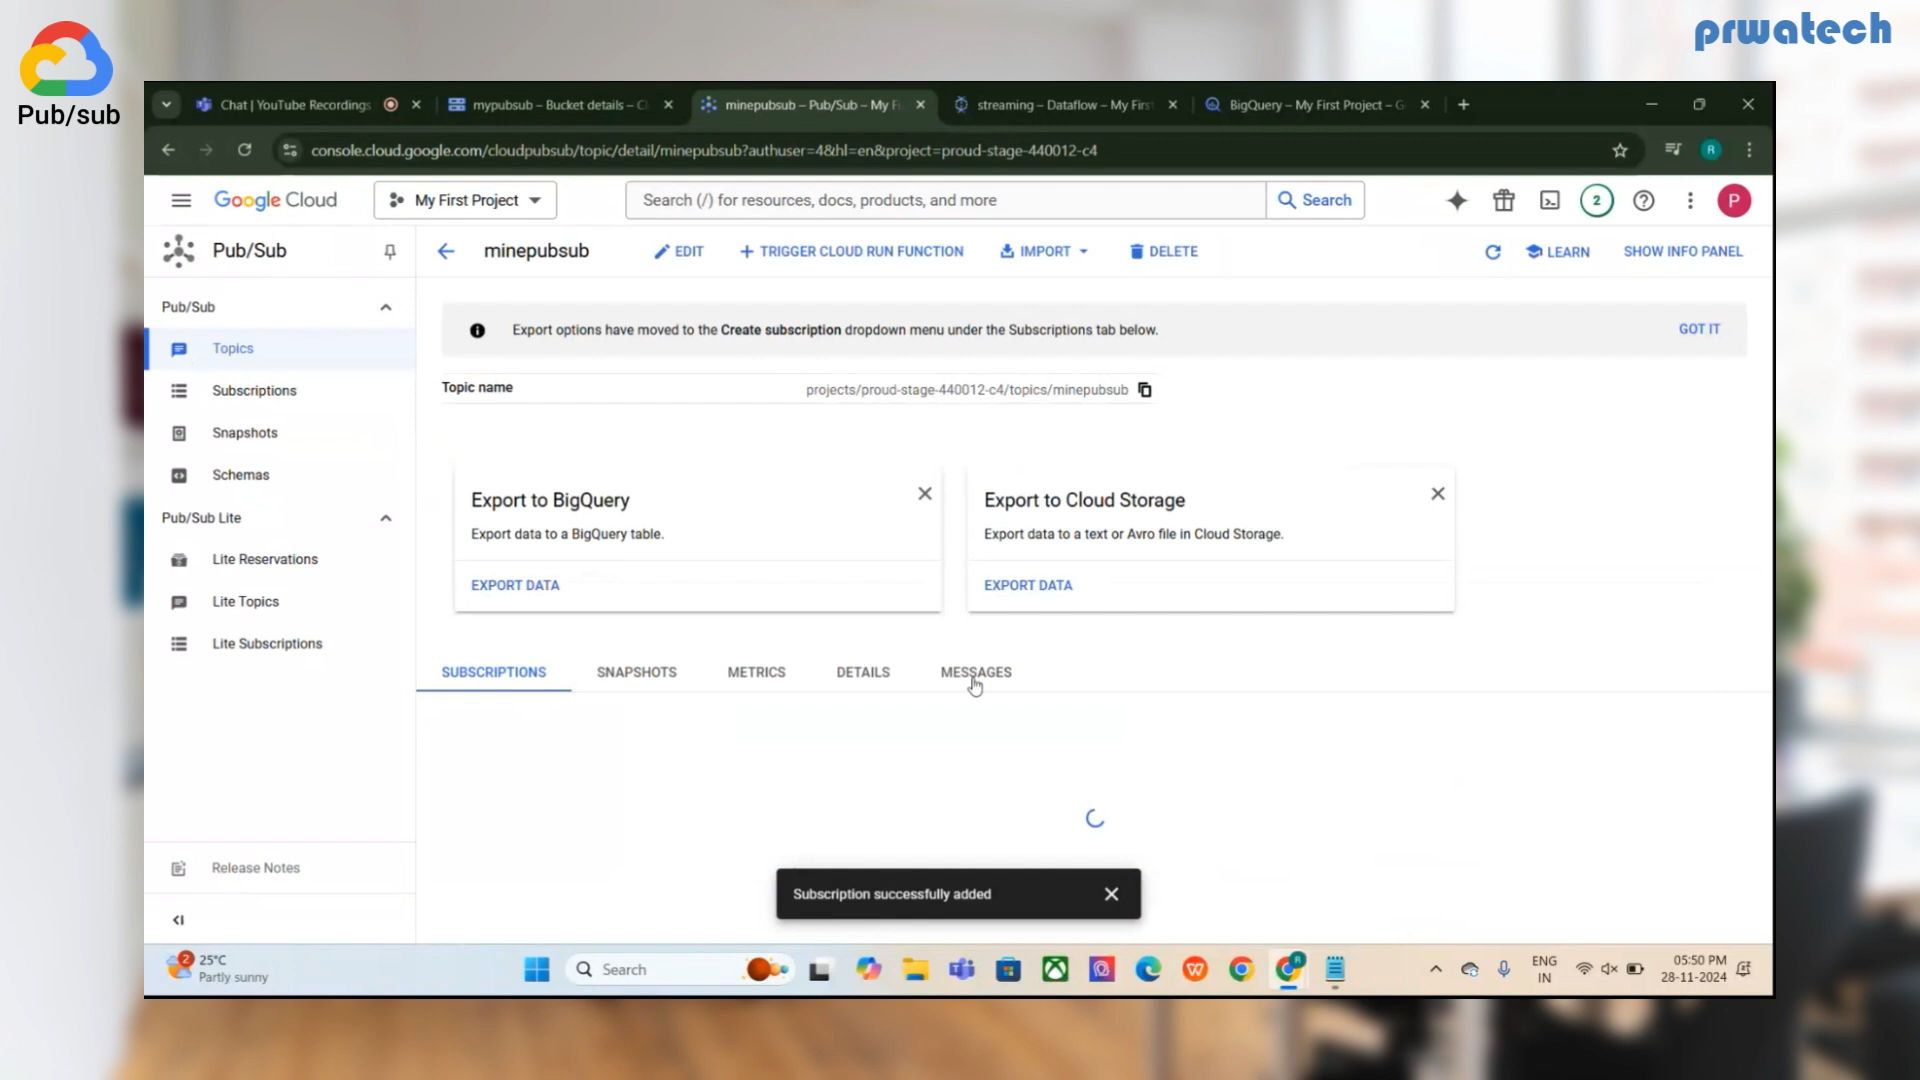 prwatech
Pub/sub
Chat | YouTube Recordings
mypubsub – Bucket details – C
minepubsub – Pub/Sub – My Fi
streaming – Dataflow – My First
BigQuery – My First Project – G
console.cloud.google.com/cloudpubsub/topic/detail/minepubsub?authuser=4&hl=en&project=proud-stage-440012-c4
R
Google Cloud
My First Project
Search (/) for resources, docs, products, and more
Search
2
P
Pub/Sub
minepubsub
EDIT
+ TRIGGER CLOUD RUN FUNCTION
IMPORT
DELETE
LEARN
SHOW INFO PANEL
Pub/Sub
Topics
Subscriptions
Snapshots
Schemas
Pub/Sub Lite
Lite Reservations
Lite Topics
Lite Subscriptions
Release Notes
Export options have moved to the Create subscription dropdown menu under the Subscriptions tab below.
GOT IT
Topic name
projects/proud-stage-440012-c4/topics/minepubsub
Export to BigQuery
Export data to a BigQuery table.
EXPORT DATA
Export to Cloud Storage
Export data to a text or Avro file in Cloud Storage.
EXPORT DATA
SUBSCRIPTIONS
SNAPSHOTS
METRICS
DETAILS
MESSAGES
Subscription successfully added
2
25°C
Partly sunny
Search
R
ENG
IN
05:50 PM
28-11-2024